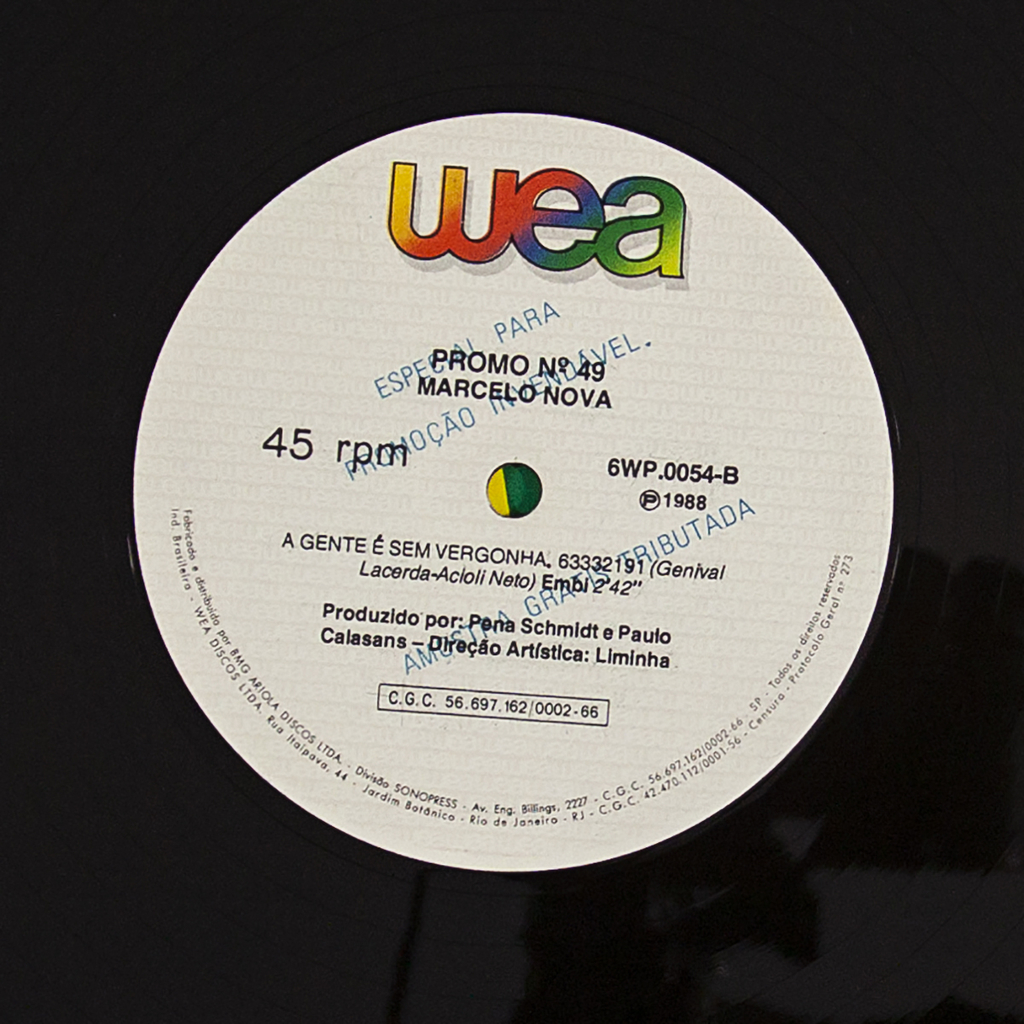 wea
ESPECIAL PARA
PROMOÇÃO INVENDÁVEL.
PROMO Nº 49
MARCELO NOVA
45 rpm
6WP.0054-B
Ⓟ 1988
AMOSTRA GRATIS TRIBUTADA
A GENTE É SEM VERGONHA. 63332191 (Genival
Lacerda-Acioli Neto) Embi 2'42"
Produzido por: Pena Schmidt e Paulo
Calasans – Direção Artística: Liminha
C.G.C. 56.697.162/0002-66
Fabricado e distribuido por BMG ARIOLA DISCOS LTDA. - Divisão SONOPRESS - Av. Eng. Billings, 2227 - C.G.C. 56.697.162/0002-66 - SP - Todos os direitos reservados
Ind. Brasileira - WEA DISCOS LTDA. Rua Itaipava, 44 - Jardim Botânico - Rio de Janeiro - RJ - C.G.C. 42.470.112/0001-56 - Censura - Protocolo Geral nº 273